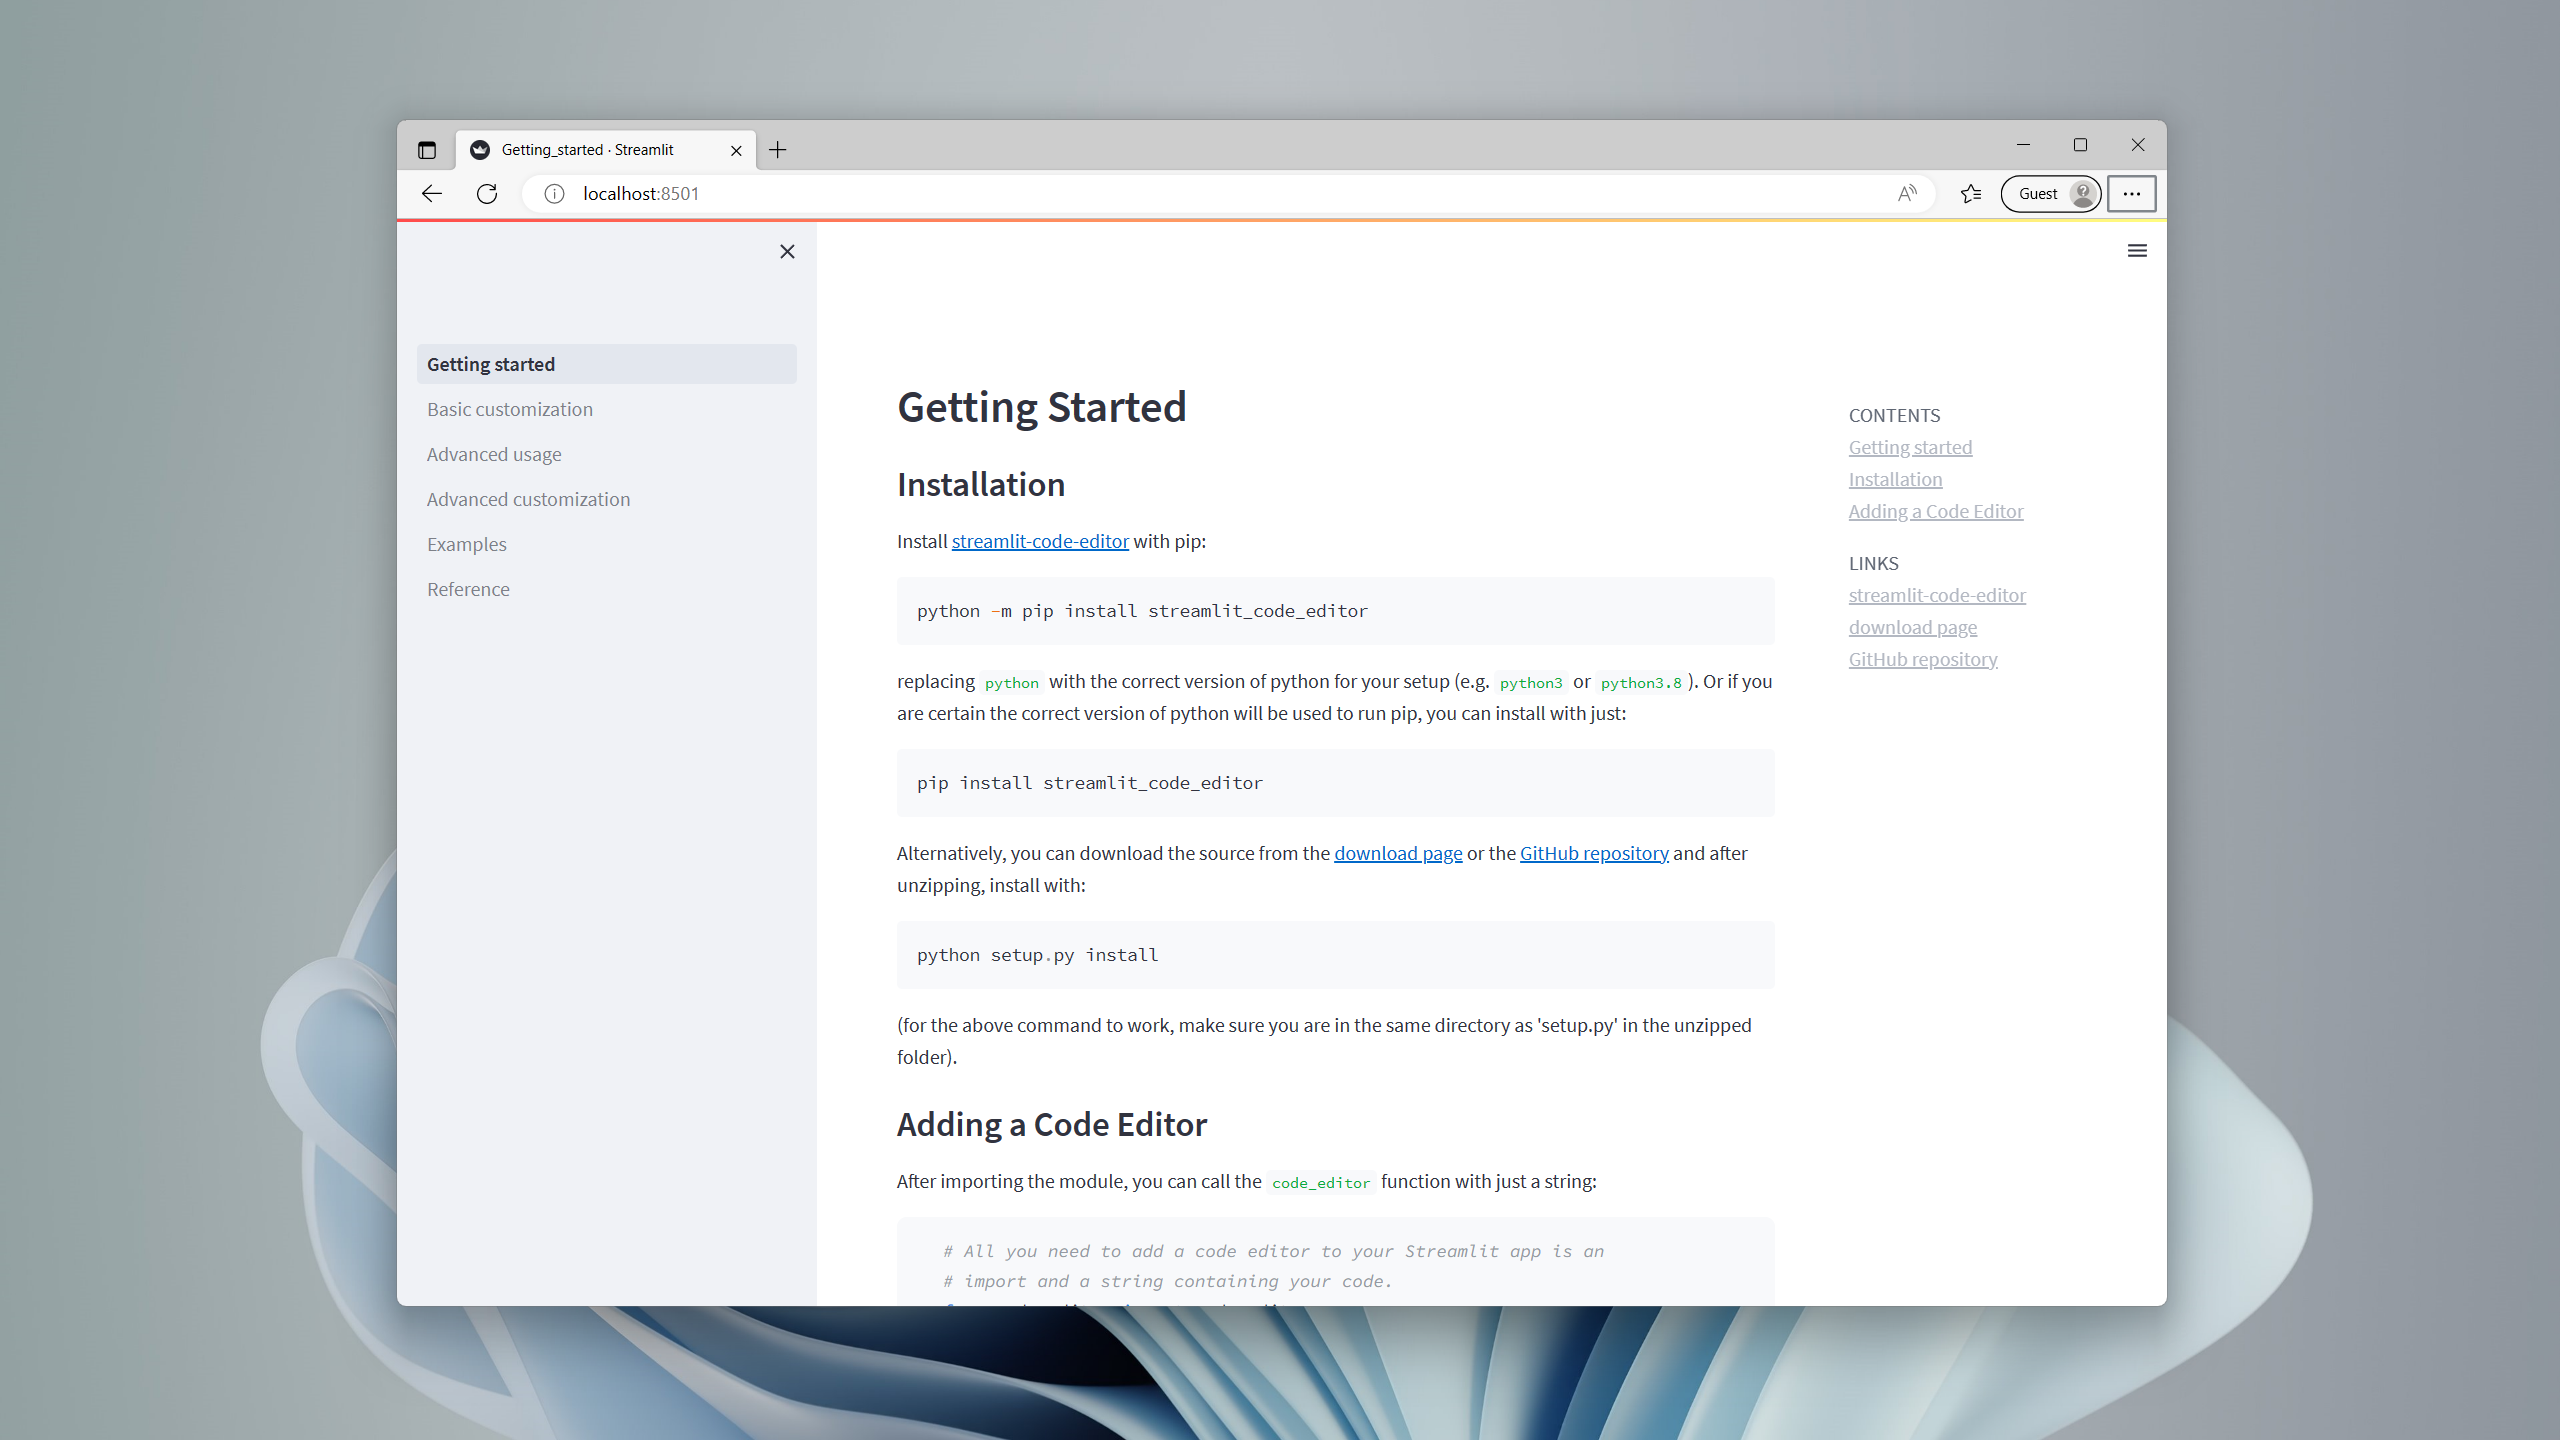 Getting_started · Streamlit
localhost:8501
Guest
Getting started
Basic customization
Advanced usage
Advanced customization
Examples
Reference
Getting Started
Installation
Install streamlit-code-editor with pip:
python -m pip install streamlit_code_editor
replacing python with the correct version of python for your setup (e.g. python3 or python3.8 ). Or if you
are certain the correct version of python will be used to run pip, you can install with just:
pip install streamlit_code_editor
Alternatively, you can download the source from the download page or the GitHub repository and after
unzipping, install with:
python setup.py install
(for the above command to work, make sure you are in the same directory as 'setup.py' in the unzipped
folder).
Adding a Code Editor
After importing the module, you can call the code_editor function with just a string:
# All you need to add a code editor to your Streamlit app is an
# import and a string containing your code.
CONTENTS
Getting started
Installation
Adding a Code Editor
LINKS
streamlit-code-editor
download page
GitHub repository